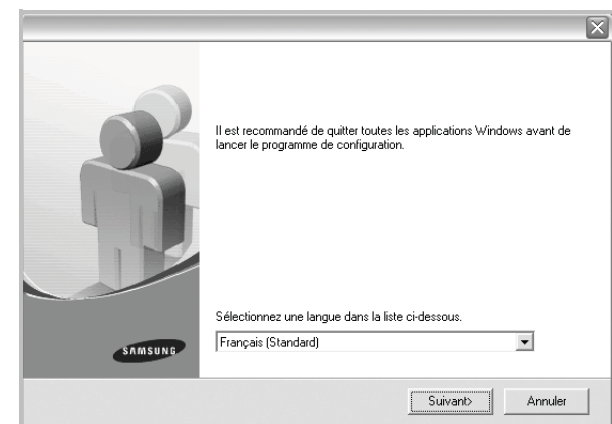 Il est recommandé de quitter toutes les applications Windows avant de
lancer le programme de configuration.
Sélectionnez une langue dans la liste ci-dessous.
Français (Standard)
SAMSUNG
Suivant>
Annuler